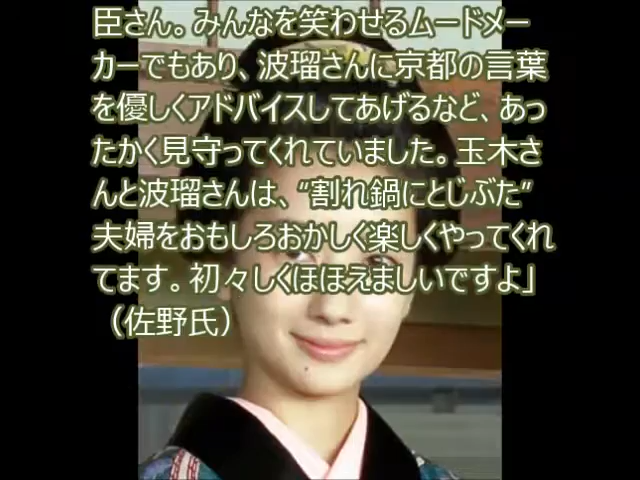 臣さん。みんなを笑わせるムードメー
カーでもあり、波瑠さんに京都の言葉
を優しくアドバイスしてあげるなど、あっ
たかく見守ってくれていました。玉木さ
んと波瑠さんは、“割れ鍋にとじぶた”
夫婦をおもしろおかしく楽しくやってくれ
てます。初々しくほほえましいですよ」
（佐野氏）